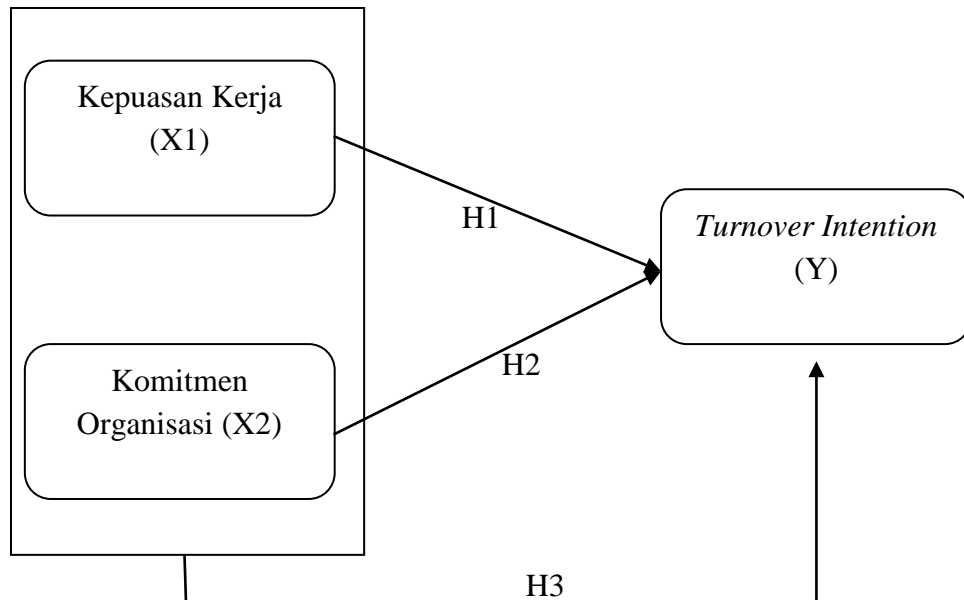 Kepuasan Kerja
(X1)
H1
Turnover Intention
(Y)
Komitmen
Organisasi (X2)
H2
H3